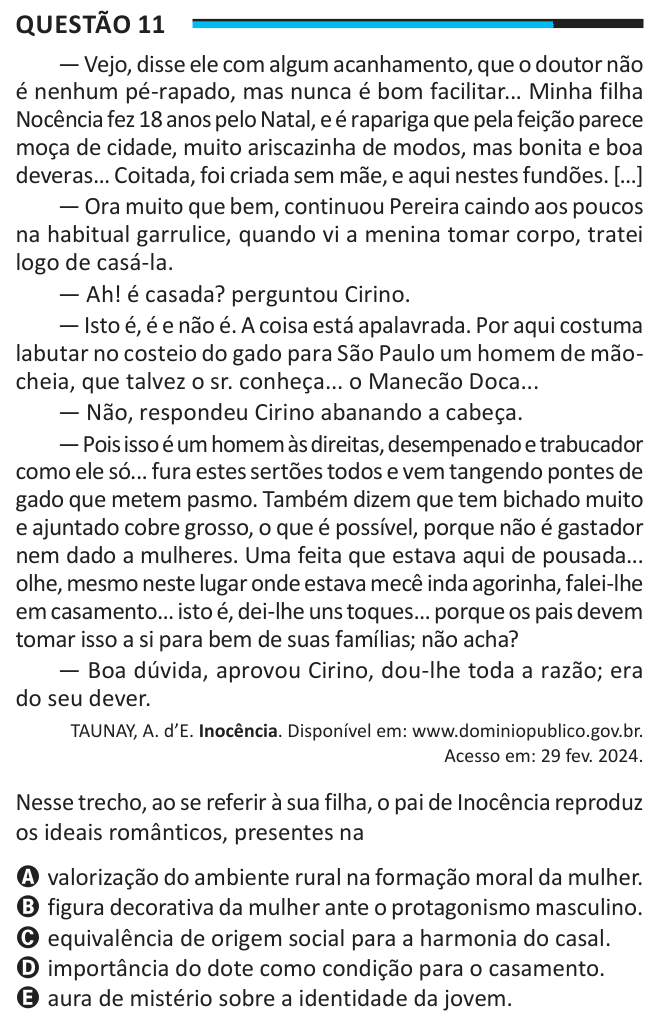 QUESTÃO 11
— Vejo, disse ele com algum acanhamento, que o doutor não
é nenhum pé-rapado, mas nunca é bom facilitar... Minha filha
Nocência fez 18 anos pelo Natal, e é rapariga que pela feição parece
moça de cidade, muito ariscazinha de modos, mas bonita e boa
deveras... Coitada, foi criada sem mãe, e aqui nestes fundões. [...]
— Ora muito que bem, continuou Pereira caindo aos poucos
na habitual garrulice, quando vi a menina tomar corpo, tratei
logo de casá-la.
— Ah! é casada? perguntou Cirino.
— Isto é, é e não é. A coisa está apalavrada. Por aqui costuma
labutar no costeio do gado para São Paulo um homem de mão-
cheia, que talvez o sr. conheça... o Manecão Doca...
— Não, respondeu Cirino abanando a cabeça.
— Pois isso é um homem às direitas, desempenado e trabucador
como ele só... fura estes sertões todos e vem tangendo pontes de
gado que metem pasmo. Também dizem que tem bichado muito
e ajuntado cobre grosso, o que é possível, porque não é gastador
nem dado a mulheres. Uma feita que estava aqui de pousada...
olhe, mesmo neste lugar onde estava mecê inda agorinha, falei-lhe
em casamento... isto é, dei-lhe uns toques... porque os pais devem
tomar isso a si para bem de suas famílias; não acha?
— Boa dúvida, aprovou Cirino, dou-lhe toda a razão; era
do seu dever.
TAUNAY, A. d’E. Inocência. Disponível em: www.dominiopublico.gov.br.
Acesso em: 29 fev. 2024.
Nesse trecho, ao se referir à sua filha, o pai de Inocência reproduz
os ideais românticos, presentes na
A valorização do ambiente rural na formação moral da mulher.
B figura decorativa da mulher ante o protagonismo masculino.
C equivalência de origem social para a harmonia do casal.
D importância do dote como condição para o casamento.
E aura de mistério sobre a identidade da jovem.